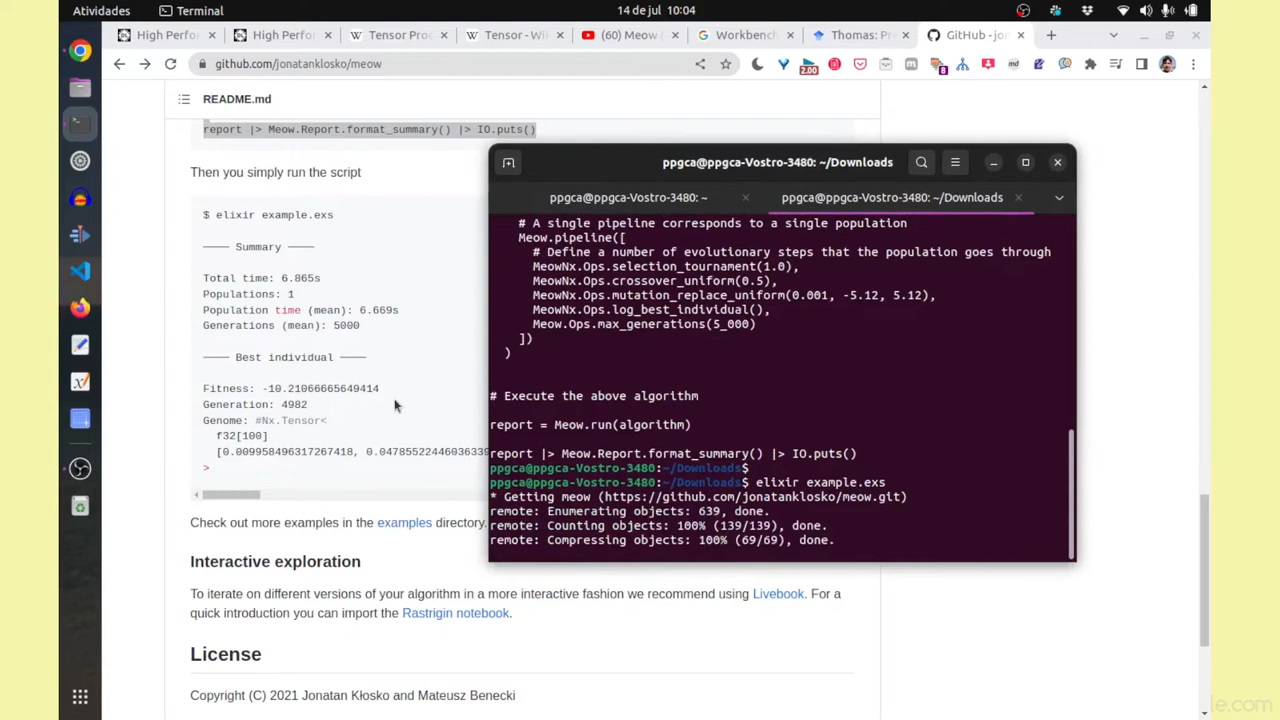 Atividades
Terminal
14 de jul 10:04
High Perfo
High Perfor
Tensor Proc
Tensor - Wik
(60) Meow (
Workbench
Thomas: Pre
GitHub - jon
github.com/jonatanklosko/meow
2.00
8
md
README.md
report |> Meow.Report.format_summary() |> IO.puts()
Then you simply run the script
$ elixir example.exs
—— Summary ——
Total time: 6.865s
Populations: 1
Population time (mean): 6.669s
Generations (mean): 5000
—— Best individual ——
Fitness: -10.21066665649414
Generation: 4982
Genome: #Nx.Tensor<
f32[100]
[0.009958496317267418, 0.0478552244603639
>
Check out more examples in the examples directory.
Interactive exploration
To iterate on different versions of your algorithm in a more interactive fashion we recommend using Livebook. For a
quick introduction you can import the Rastrigin notebook.
License
Copyright (C) 2021 Jonatan Kłosko and Mateusz Benecki
ppgca@ppgca-Vostro-3480: ~/Downloads
ppgca@ppgca-Vostro-3480: ~
ppgca@ppgca-Vostro-3480: ~/Downloads
# A single pipeline corresponds to a single population
Meow.pipeline([
# Define a number of evolutionary steps that the population goes through
MeowNx.Ops.selection_tournament(1.0),
MeowNx.Ops.crossover_uniform(0.5),
MeowNx.Ops.mutation_replace_uniform(0.001, -5.12, 5.12),
MeowNx.Ops.log_best_individual(),
Meow.Ops.max_generations(5_000)
])
)
# Execute the above algorithm
report = Meow.run(algorithm)
report |> Meow.Report.format_summary() |> IO.puts()
ppgca@ppgca-Vostro-3480:~/Downloads$
ppgca@ppgca-Vostro-3480:~/Downloads$ elixir example.exs
* Getting meow (https://github.com/jonatanklosko/meow.git)
remote: Enumerating objects: 639, done.
remote: Counting objects: 100% (139/139), done.
remote: Compressing objects: 100% (69/69), done.